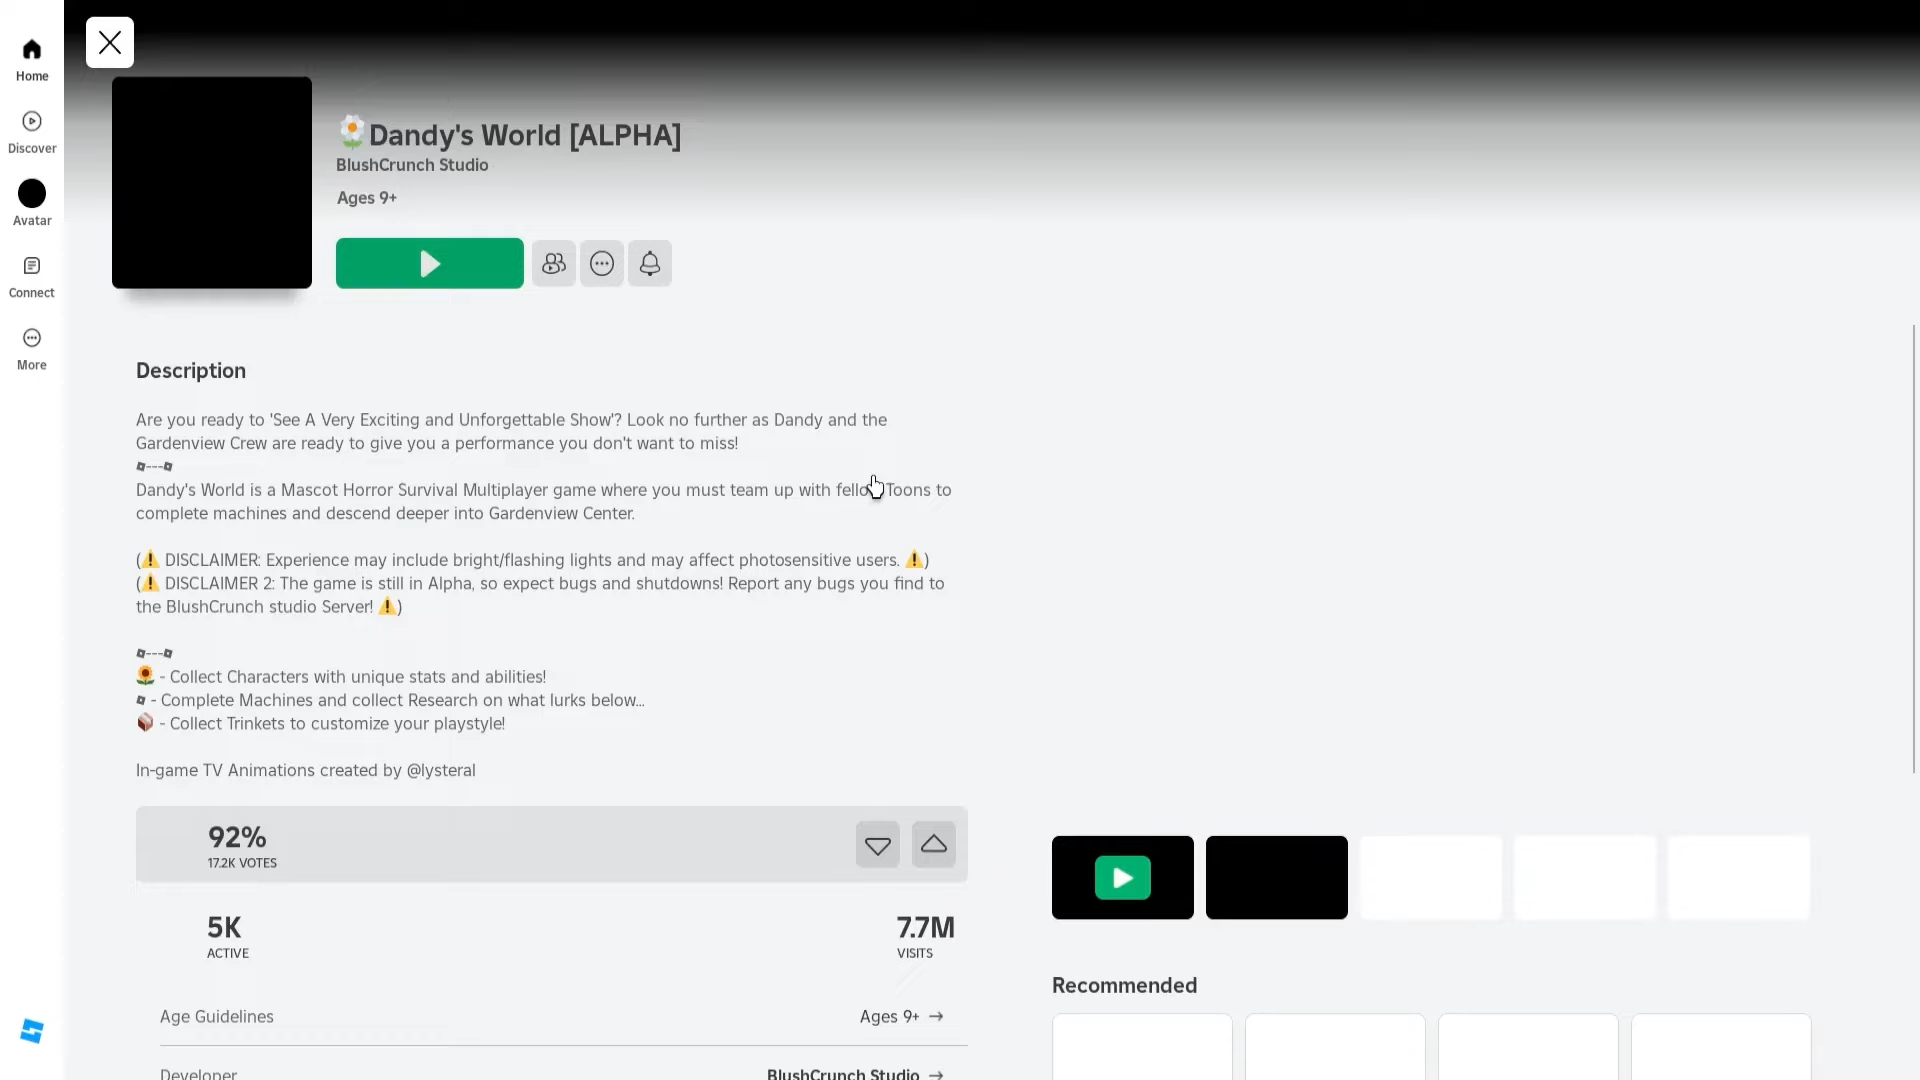 Home
Discover
Avatar
Connect
More
Dandy's World [ALPHA]
BlushCrunch Studio
Ages 9+
Description
Are you ready to 'See A Very Exciting and Unforgettable Show'? Look no further as Dandy and the
Gardenview Crew are ready to give you a performance you don't want to miss!
---
Dandy's World is a Mascot Horror Survival Multiplayer game where you must team up with fellow Toons to
complete machines and descend deeper into Gardenview Center.
(⚠️ DISCLAIMER: Experience may include bright/flashing lights and may affect photosensitive users. ⚠️)
(⚠️ DISCLAIMER 2: The game is still in Alpha, so expect bugs and shutdowns! Report any bugs you find to
the BlushCrunch studio Server! ⚠️)
---
🌻 - Collect Characters with unique stats and abilities!
- Complete Machines and collect Research on what lurks below...
- Collect Trinkets to customize your playstyle!
In-game TV Animations created by @lysteral
92%
17.2K VOTES
5K
ACTIVE
7.7M
VISITS
Age Guidelines
Ages 9+ →
Developer
BlushCrunch Studio →
Recommended